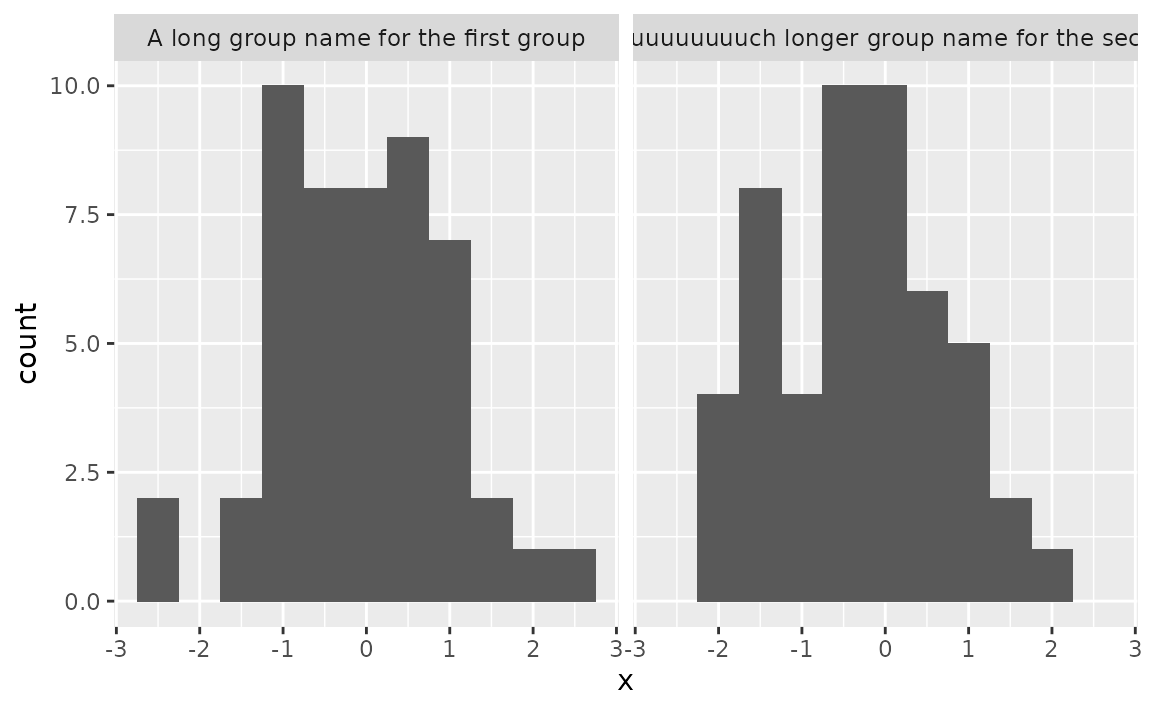 A long group name for the first group
uuuuuuuuch longer group name for the sec
10.0
7.5
5.0
2.5
0.0
count
-3 -2 -1 0 1 2 3
-3 -2 -1 0 1 2 3
x